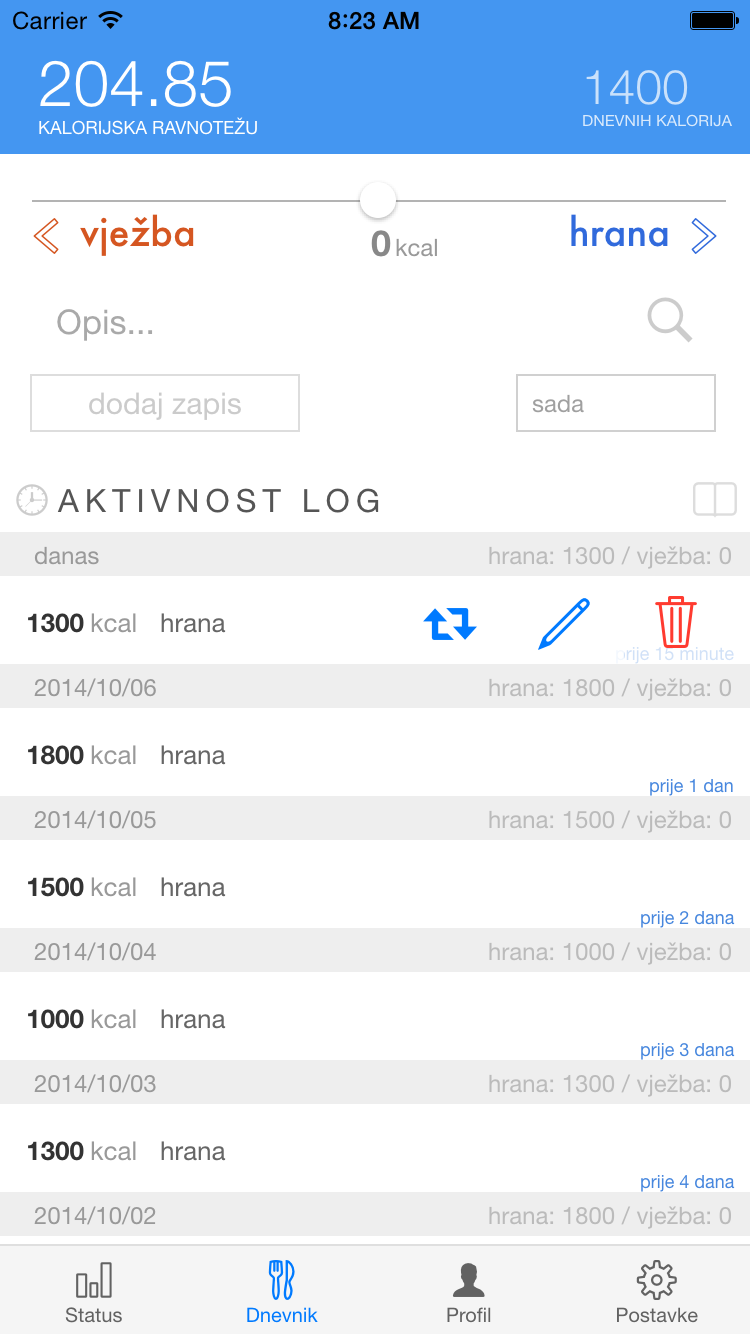 Carrier 8:23 AM
204.85 1400
KALORIJSKA RAVNOTEŽU DNEVNIH KALORIJA
vježba 0 kcal hrana
Opis...
dodaj zapis sada
AKTIVNOST LOG
danas hrana: 1300 / vježba: 0
1300 kcal hrana
prije 15 minute
2014/10/06 hrana: 1800 / vježba: 0
1800 kcal hrana
prije 1 dan
2014/10/05 hrana: 1500 / vježba: 0
1500 kcal hrana
prije 2 dana
2014/10/04 hrana: 1000 / vježba: 0
1000 kcal hrana
prije 3 dana
2014/10/03 hrana: 1300 / vježba: 0
1300 kcal hrana
prije 4 dana
2014/10/02 hrana: 1800 / vježba: 0
Status Dnevnik Profil Postavke